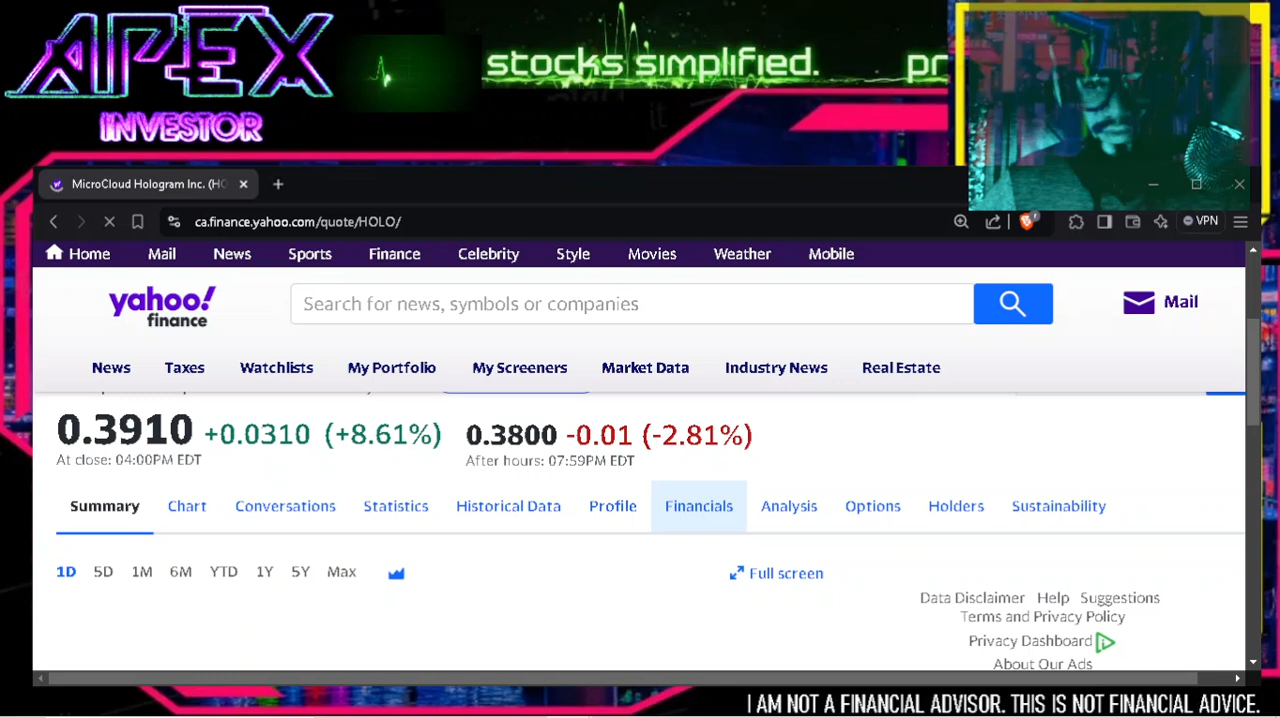 APEX
INVESTOR
stocks simplified. pr
MicroCloud Hologram Inc. (HO
ca.finance.yahoo.com/quote/HOLO/
VPN
Home Mail News Sports Finance Celebrity Style Movies Weather Mobile
yahoo!
finance
Search for news, symbols or companies
Mail
News Taxes Watchlists My Portfolio My Screeners Market Data Industry News Real Estate
0.3910 +0.0310 (+8.61%) 0.3800 -0.01 (-2.81%)
At close: 04:00PM EDT After hours: 07:59PM EDT
Summary Chart Conversations Statistics Historical Data Profile Financials Analysis Options Holders Sustainability
1D 5D 1M 6M YTD 1Y 5Y Max Full screen
Data Disclaimer Help Suggestions
Terms and Privacy Policy
Privacy Dashboard
About Our Ads
I AM NOT A FINANCIAL ADVISOR. THIS IS NOT FINANCIAL ADVICE.